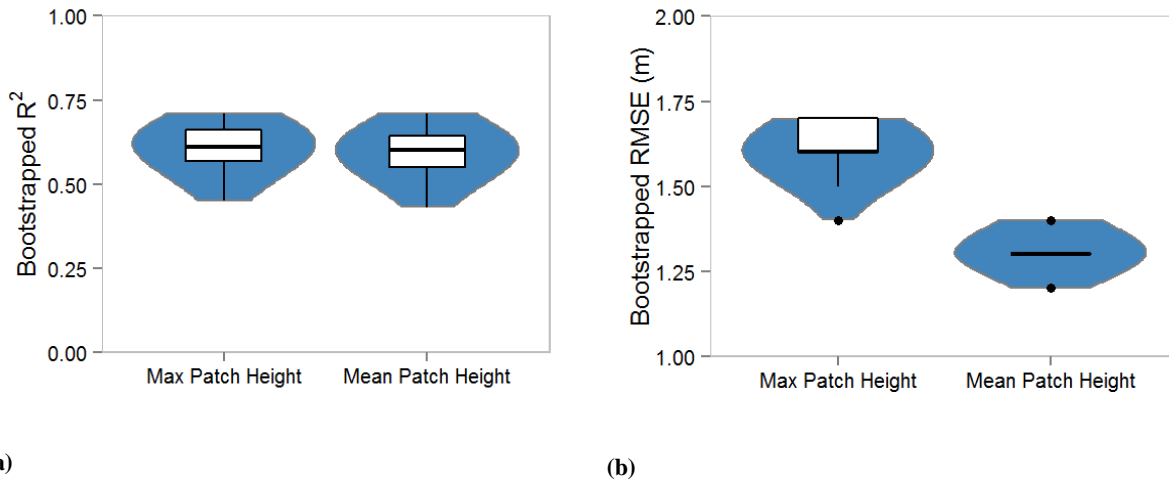 Bootstrapped R2
1.00
0.75
0.50
0.25
0.00
Max Patch Height
Mean Patch Height
a)
Bootstrapped RMSE (m)
2.00
1.75
1.50
1.25
1.00
Max Patch Height
Mean Patch Height
(b)